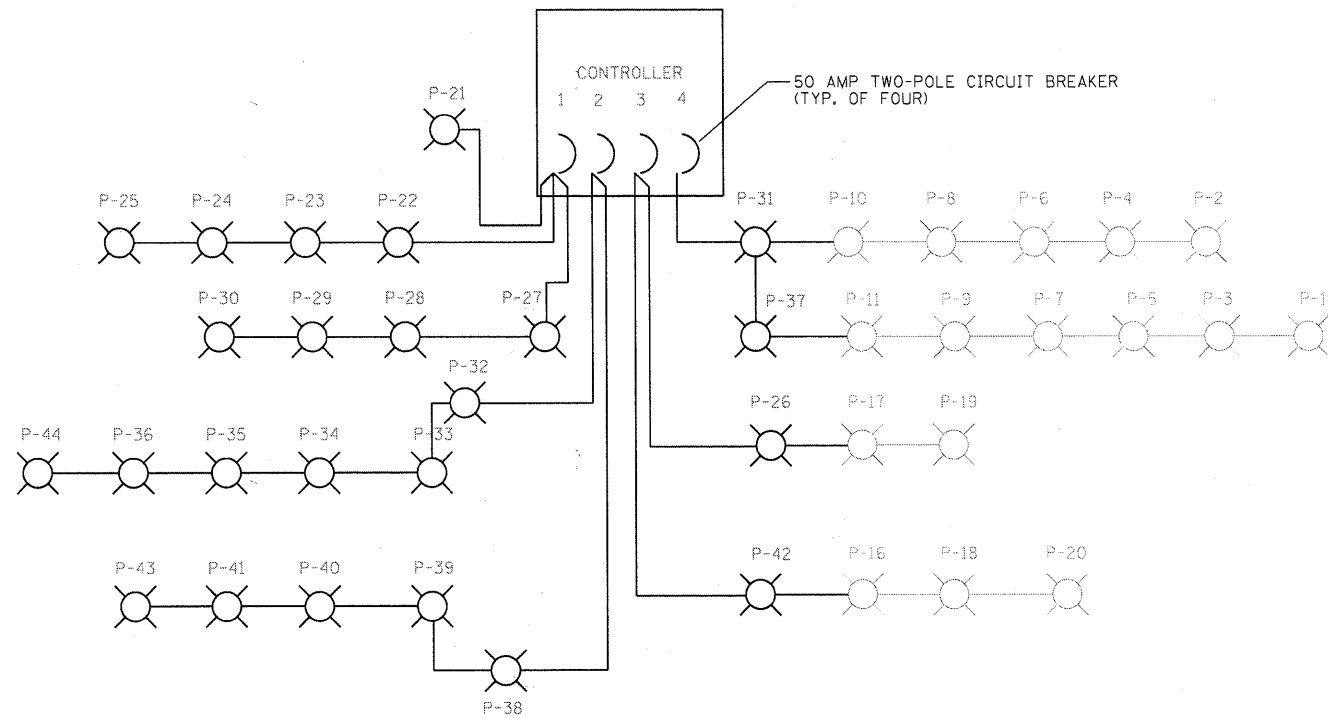 CONTROLLER
1 2 3 4
50 AMP TWO-POLE CIRCUIT BREAKER
(TYP. OF FOUR)
P-21
P-25 P-24 P-23 P-22
P-31 P-10 P-8 P-6 P-4 P-2
P-30 P-29 P-28 P-27
P-37 P-11 P-9 P-7 P-5 P-3 P-1
P-32
P-26 P-17 P-19
P-44 P-36 P-35 P-34 P-33
P-42 P-16 P-18 P-20
P-43 P-41 P-40 P-39
P-38